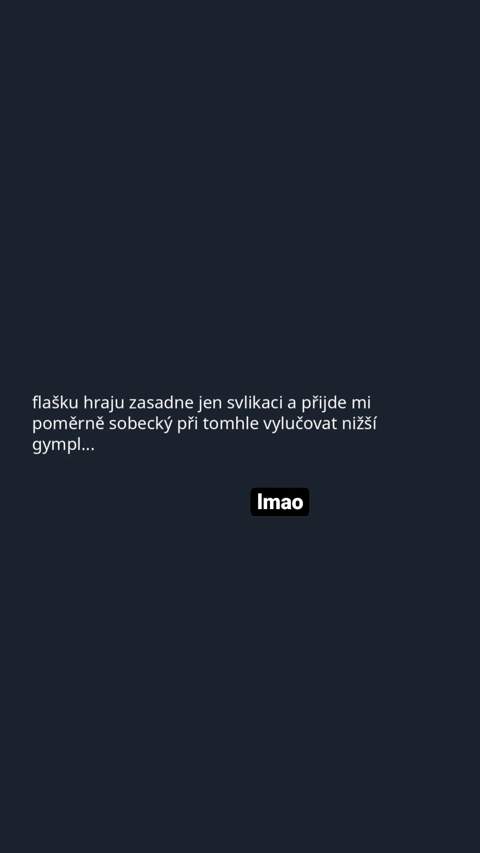 flašku hraju zasadne jen svlikaci a přijde mi
poměrně sobecký při tomhle vylučovat nižší
gympl...
lmao